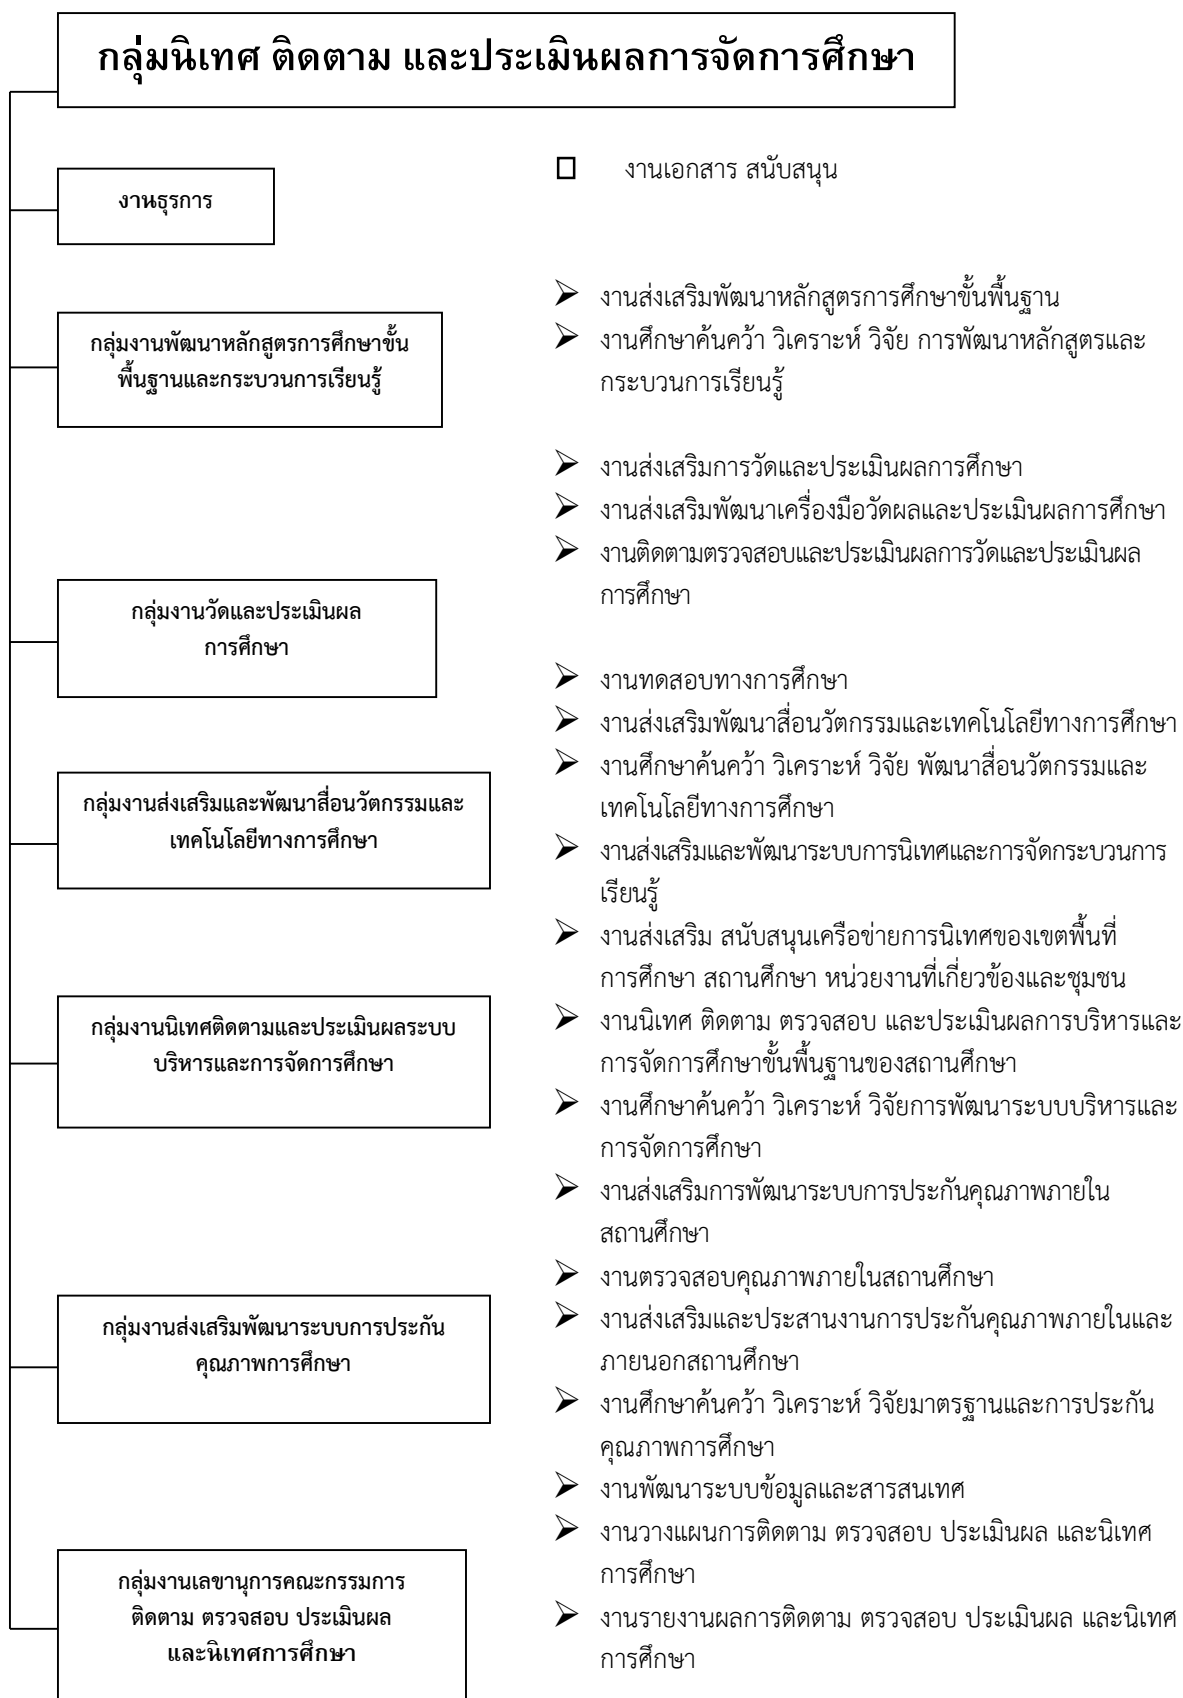 กลุ่มนิเทศ ติดตาม และประเมินผลการจัดการศึกษา
งานธุรการ
งานเอกสาร สนับสนุน
กลุ่มงานพัฒนาหลักสูตรการศึกษาขั้น
พื้นฐานและกระบวนการเรียนรู้
งานส่งเสริมพัฒนาหลักสูตรการศึกษาขั้นพื้นฐาน
งานศึกษาค้นคว้า วิเคราะห์ วิจัย การพัฒนาหลักสูตรและ
กระบวนการเรียนรู้
กลุ่มงานวัดและประเมินผล
การศึกษา
งานส่งเสริมการวัดและประเมินผลการศึกษา
งานส่งเสริมพัฒนาเครื่องมือวัดผลและประเมินผลการศึกษา
งานติดตามตรวจสอบและประเมินผลการวัดและประเมินผล
การศึกษา
งานทดสอบทางการศึกษา
กลุ่มงานส่งเสริมและพัฒนาสื่อนวัตกรรมและ
เทคโนโลยีทางการศึกษา
งานส่งเสริมพัฒนาสื่อนวัตกรรมและเทคโนโลยีทางการศึกษา
งานศึกษาค้นคว้า วิเคราะห์ วิจัย พัฒนาสื่อนวัตกรรมและ
เทคโนโลยีทางการศึกษา
กลุ่มงานนิเทศติดตามและประเมินผลระบบ
บริหารและการจัดการศึกษา
งานส่งเสริมและพัฒนาระบบการนิเทศและการจัดกระบวนการ
เรียนรู้
งานส่งเสริม สนับสนุนเครือข่ายการนิเทศของเขตพื้นที่
การศึกษา สถานศึกษา หน่วยงานที่เกี่ยวข้องและชุมชน
งานนิเทศ ติดตาม ตรวจสอบ และประเมินผลการบริหารและ
การจัดการศึกษาขั้นพื้นฐานของสถานศึกษา
งานศึกษาค้นคว้า วิเคราะห์ วิจัยการพัฒนาระบบบริหารและ
การจัดการศึกษา
กลุ่มงานส่งเสริมพัฒนาระบบการประกัน
คุณภาพการศึกษา
งานส่งเสริมการพัฒนาระบบการประกันคุณภาพภายใน
สถานศึกษา
งานตรวจสอบคุณภาพภายในสถานศึกษา
งานส่งเสริมและประสานงานการประกันคุณภาพภายในและ
ภายนอกสถานศึกษา
งานศึกษาค้นคว้า วิเคราะห์ วิจัยมาตรฐานและการประกัน
คุณภาพการศึกษา
กลุ่มงานเลขานุการคณะกรรมการ
ติดตาม ตรวจสอบ ประเมินผล
และนิเทศการศึกษา
งานพัฒนาระบบข้อมูลและสารสนเทศ
งานวางแผนการติดตาม ตรวจสอบ ประเมินผล และนิเทศ
การศึกษา
งานรายงานผลการติดตาม ตรวจสอบ ประเมินผล และนิเทศ
การศึกษา